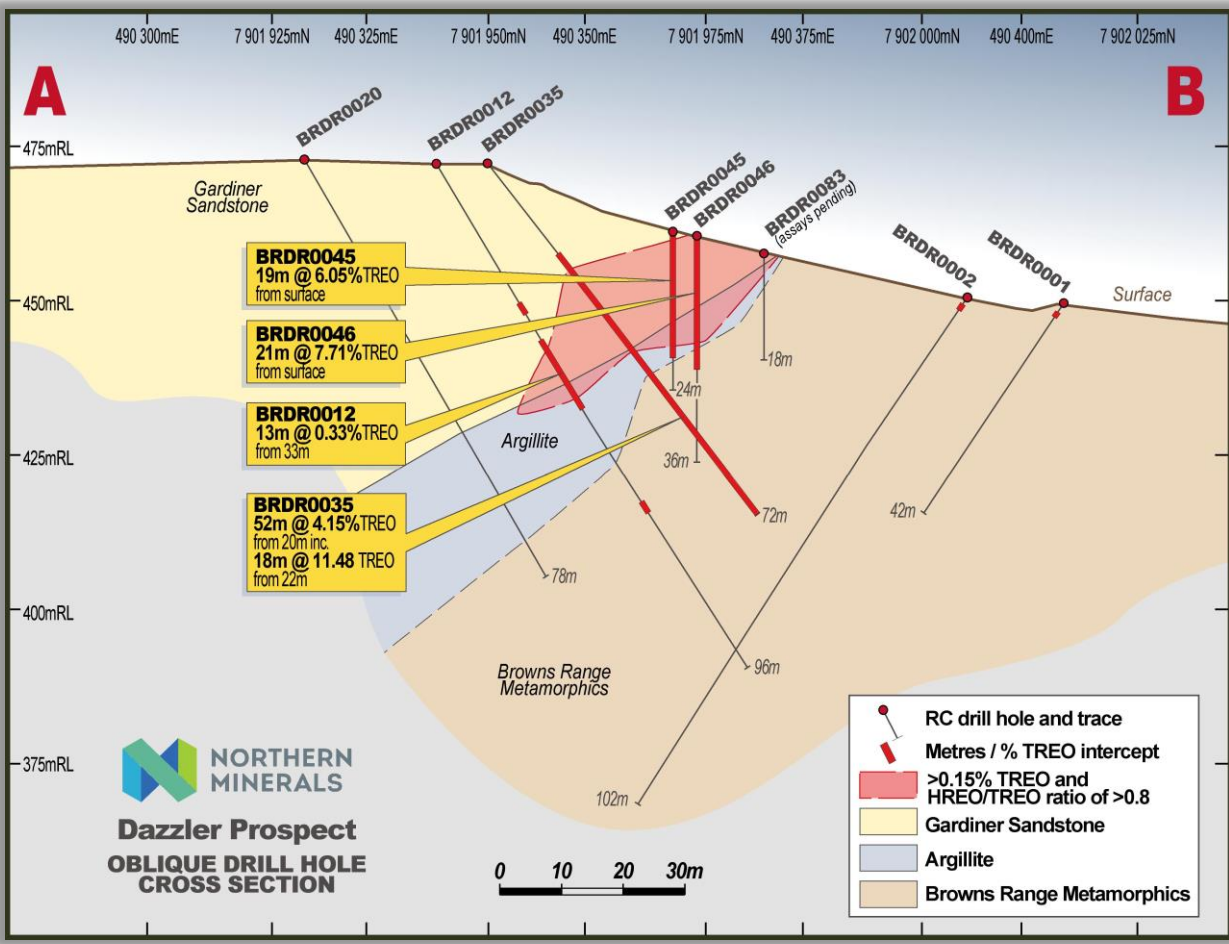 490 300mE
7 901 925mN
490 325mE
7 901 950mN
490 350mE
7 901 975mN
490 375mE
7 902 000mN
490 400mE
7 902 025mN
A
B
BRDR0020
BRDR0012
BRDR0035
BRDR0045
BRDR0046
BRDR0083
(assays pending)
BRDR0002
BRDR0001
475mRL
450mRL
425mRL
400mRL
375mRL
Gardiner
Sandstone
Surface
BRDR0045
19m @ 6.05%TREO
from surface
BRDR0046
21m @ 7.71%TREO
from surface
BRDR0012
13m @ 0.33%TREO
from 33m
BRDR0035
52m @ 4.15%TREO
from 20m inc.
18m @ 11.48 TREO
from 22m
Argillite
18m
24m
36m
72m
42m
78m
96m
102m
Browns Range
Metamorphics
NORTHERN
MINERALS
Dazzler Prospect
OBLIQUE DRILL HOLE
CROSS SECTION
0 10 20 30m
RC drill hole and trace
Metres / % TREO intercept
>0.15% TREO and
HREO/TREO ratio of >0.8
Gardiner Sandstone
Argillite
Browns Range Metamorphics